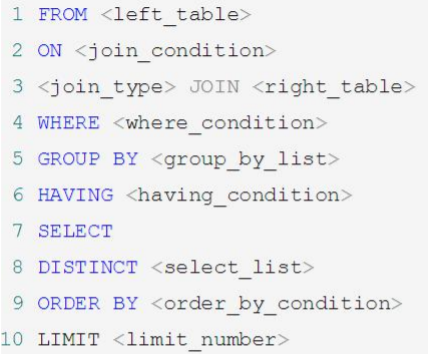 1 FROM <left_table>
2 ON <join_condition>
3 <join_type> JOIN <right_table>
4 WHERE <where_condition>
5 GROUP BY <group_by_list>
6 HAVING <having_condition>
7 SELECT
8 DISTINCT <select_list>
9 ORDER BY <order_by_condition>
10 LIMIT <limit_number>